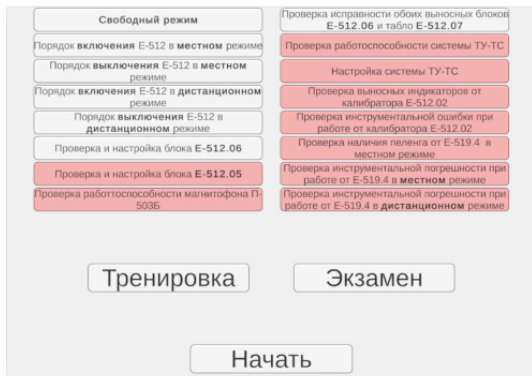 Свободный режим
Порядок включения Е-512 в местном режиме
Порядок выключения Е-512 в местном
режиме
Порядок включения Е-512 в дистанционном
режиме
Порядок выключения Е-512 в
дистанционном режиме
Проверка и настройка блока Е-512.06
Проверка и настройка блока Е-512.05
Проверка работтоспособности магнитофона П-
503Б
Проверка исправности обоих выносных блоков
Е-512.06 и табло Е-512.07
Проверка работоспособности системы ТУ-ТС
Настройка системы ТУ-ТС
Проверка выносных индикаторов от
калибратора Е-512.02
Проверка инструментальной ошибки при
работе от калибратора Е-512.02
Проверка наличия пеленга от Е-519.4 в
местном режиме
Проверка инструментальной погрешности при
работе от Е-519.4 в местном режиме
Проверка инструментальной погрешности при
работе от Е-519.4 в дистанционном режиме
Тренировка
Экзамен
Начать